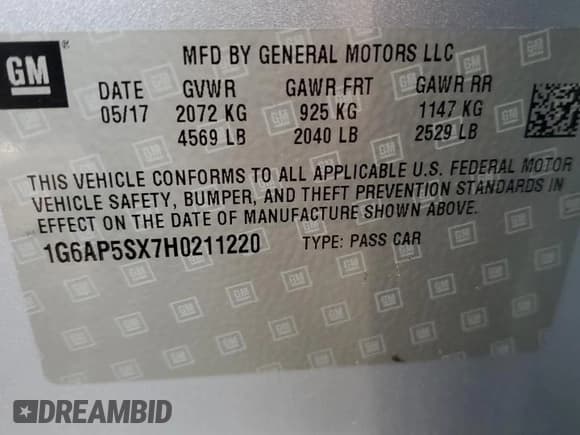 GM
®
MFD BY GENERAL MOTORS LLC
DATE GVWR GAWR FRT GAWR RR
05/17 2072 KG 925 KG 1147 KG
4569 LB 2040 LB 2529 LB
THIS VEHICLE CONFORMS TO ALL APPLICABLE U.S. FEDERAL MOTOR
VEHICLE SAFETY, BUMPER, AND THEFT PREVENTION STANDARDS IN
EFFECT ON THE DATE OF MANUFACTURE SHOWN ABOVE.
1G6AP5SX7H0211220 TYPE: PASS CAR
DREAMBID